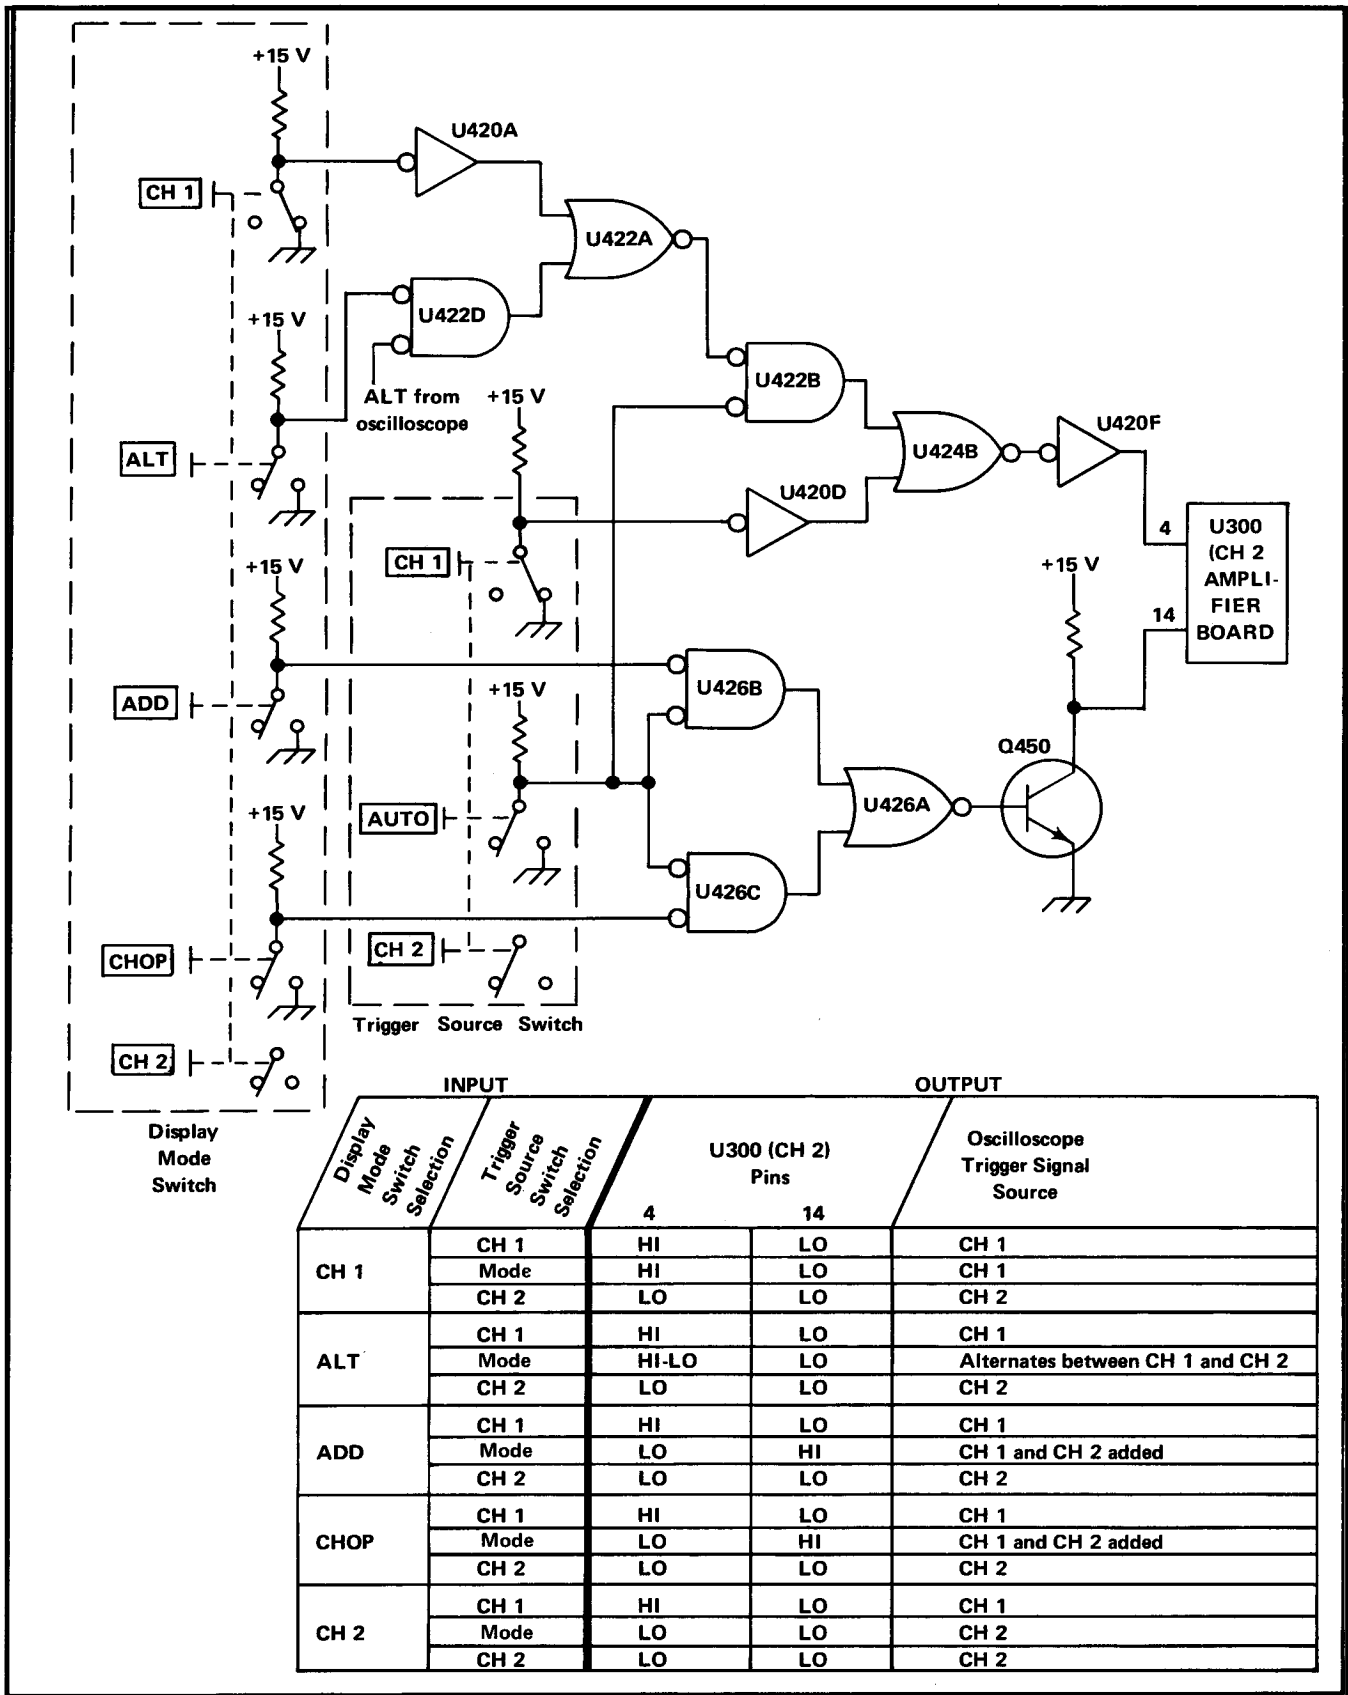 +15 V
U420A
CH 1
U422A
+15 V
U422D
ALT from
oscilloscope
+15 V
U422B
ALT
U424B
U420F
U420D
4
U300
(CH 2
AMPLI-
FIER
BOARD
14
CH 1
+15 V
+15 V
ADD
+15 V
U426B
Q450
+15 V
AUTO
U426A
U426C
CHOP
CH 2
Trigger Source Switch
CH 2
Display
Mode
Switch
INPUT
OUTPUT
Display
Mode
Switch
Selection
Trigger
Source
Switch
Selection
U300 (CH 2)
Pins
4 14
Oscilloscope
Trigger Signal
Source
CH 1
CH 1 HI LO CH 1
Mode HI LO CH 1
CH 2 LO LO CH 2
ALT
CH 1 HI LO CH 1
Mode HI-LO LO Alternates between CH 1 and CH 2
CH 2 LO LO CH 2
ADD
CH 1 HI LO CH 1
Mode LO HI CH 1 and CH 2 added
CH 2 LO LO CH 2
CHOP
CH 1 HI LO CH 1
Mode LO HI CH 1 and CH 2 added
CH 2 LO LO CH 2
CH 2
CH 1 HI LO CH 1
Mode LO LO CH 2
CH 2 LO LO CH 2